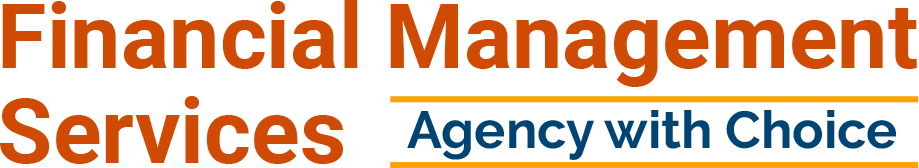 Financial Management
Services
Agency with Choice